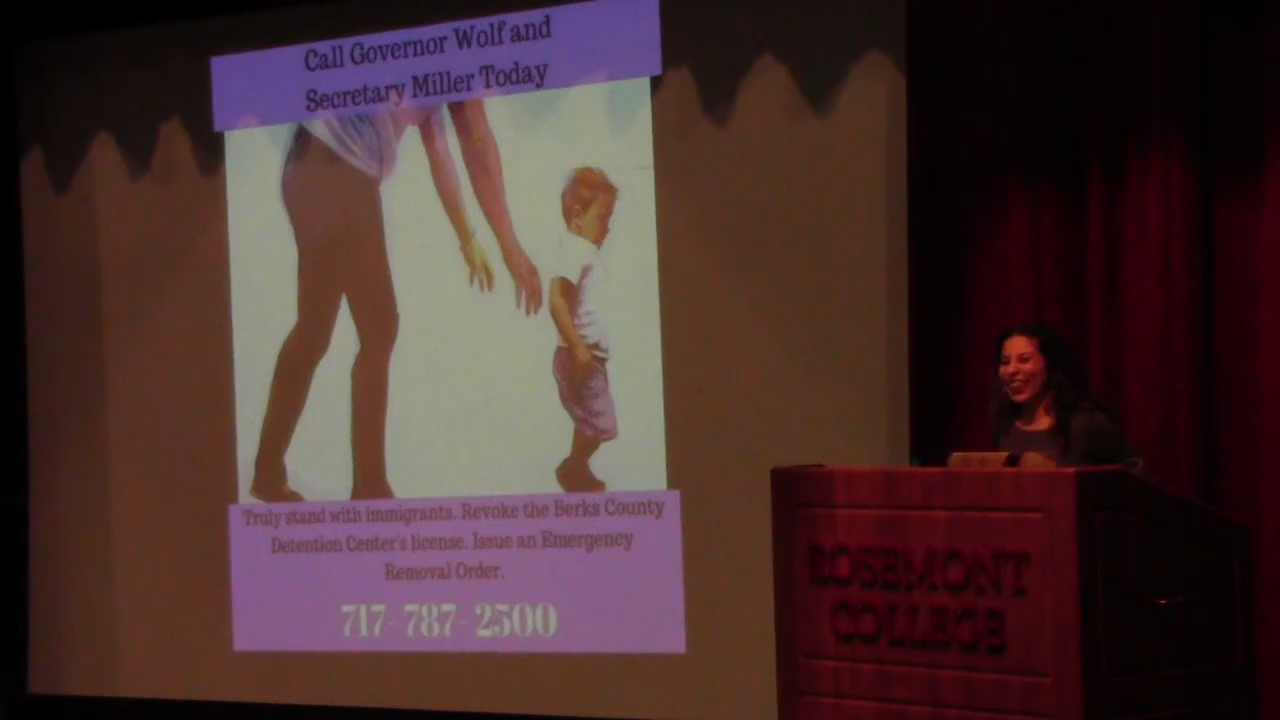 Call Governor Wolf and
Secretary Miller Today
Truly stand with immigrants. Revoke the Berks County
Detention Center's license. Issue an Emergency
Removal Order.
717-787-2500
ROSEMONT
COLLEGE